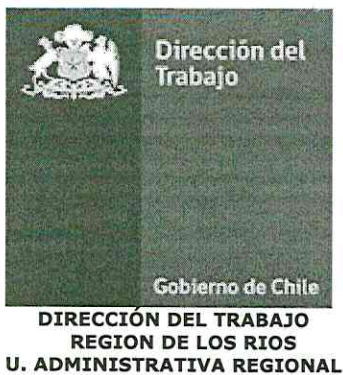 Dirección del
Trabajo
Gobierno de Chile
DIRECCIÓN DEL TRABAJO
REGION DE LOS RIOS
U. ADMINISTRATIVA REGIONAL